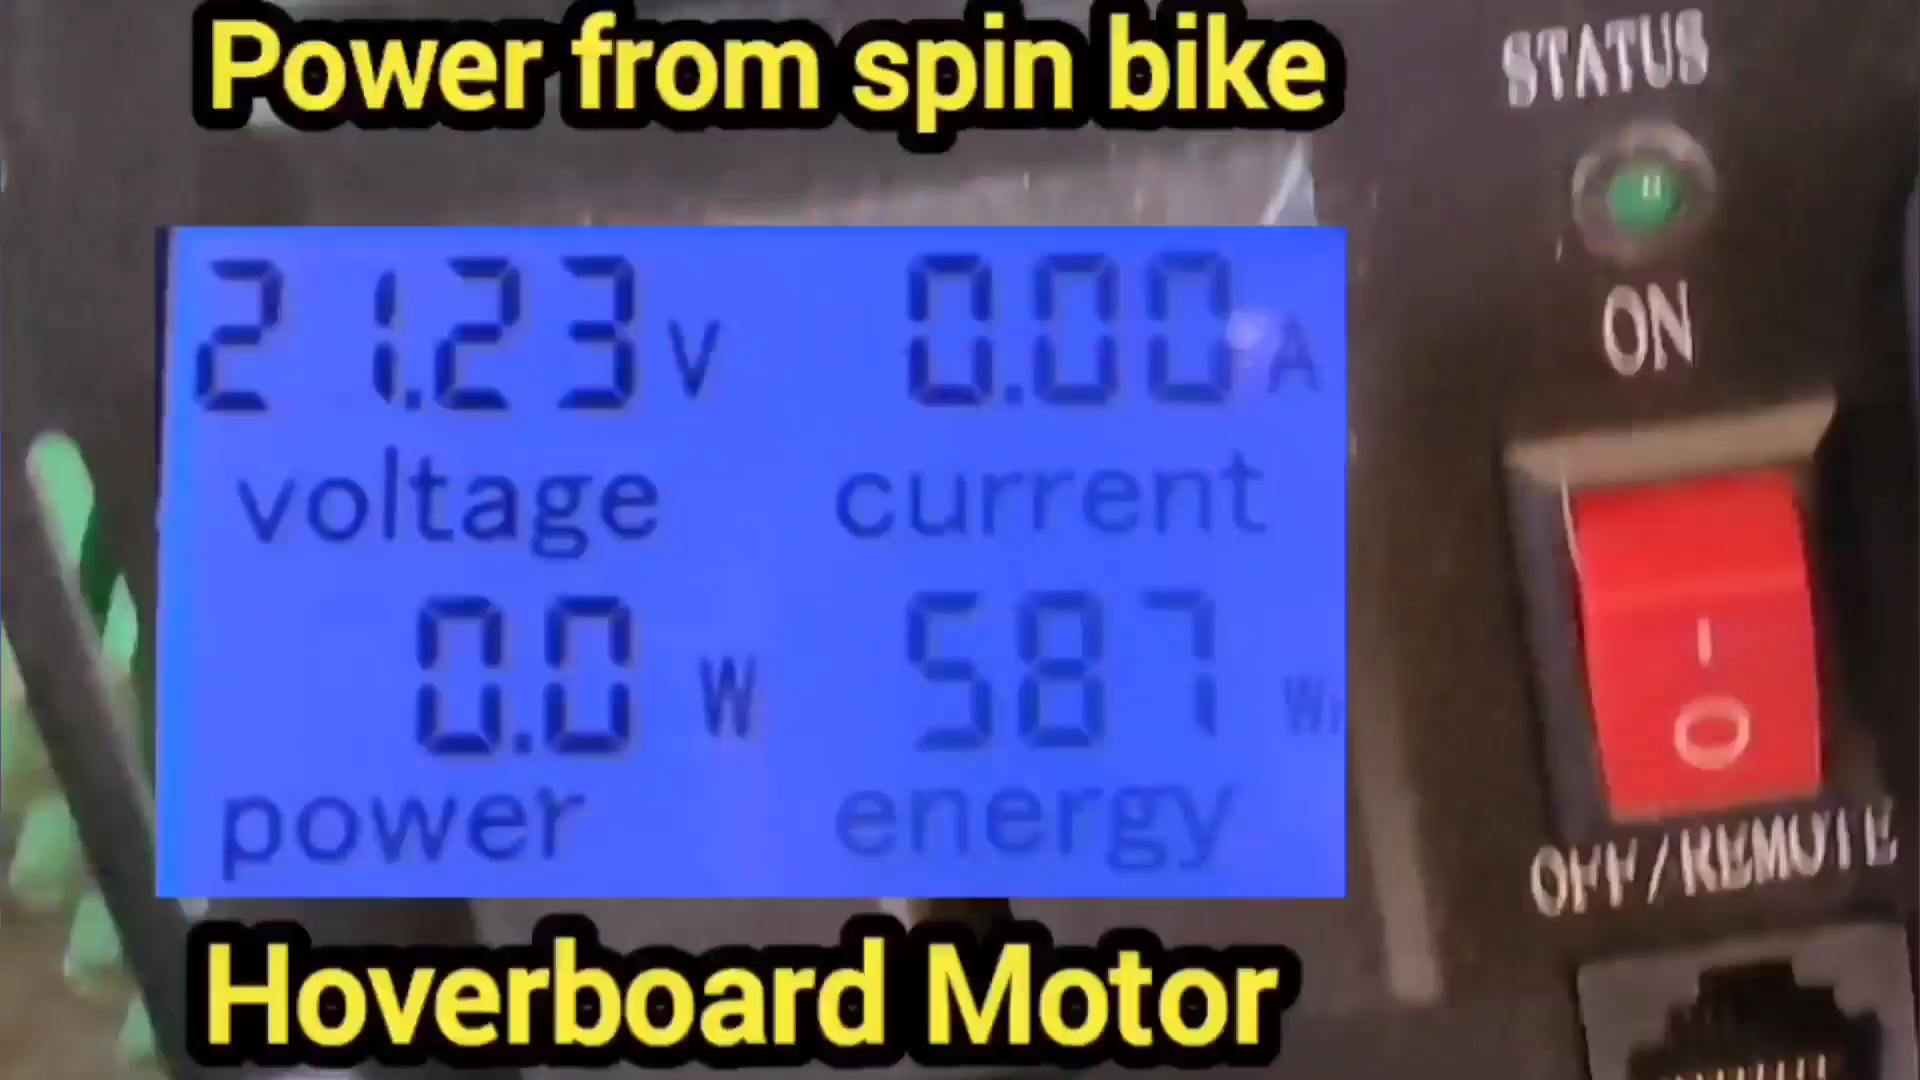 Power from spin bike
STATUS
ON
21.23 V 0.00 A
voltage current
0.0 W 587 Wh
power energy
I
O
OFF/REMOTE
Hoverboard Motor